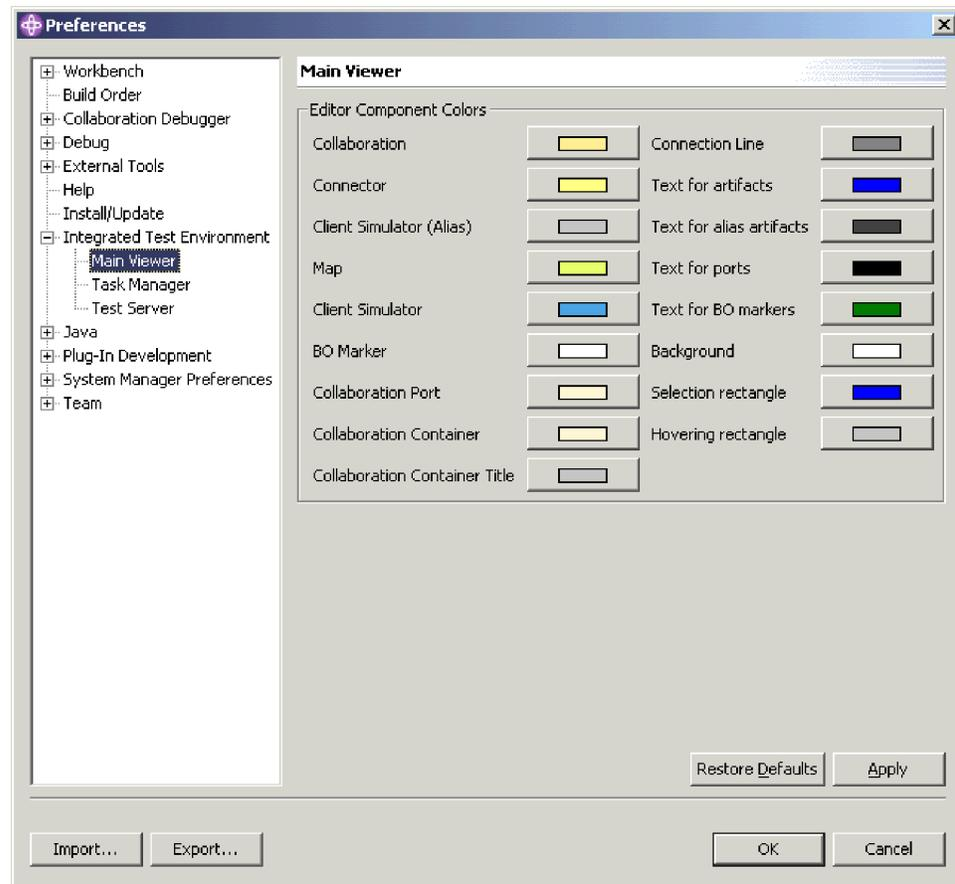 Preferences
Workbench
Build Order
Collaboration Debugger
Debug
External Tools
Help
Install/Update
Integrated Test Environment
Main Viewer
Task Manager
Test Server
Java
Plug-In Development
System Manager Preferences
Team
Main Viewer
Editor Component Colors
Collaboration
Connector
Client Simulator (Alias)
Map
Client Simulator
BO Marker
Collaboration Port
Collaboration Container
Collaboration Container Title
Connection Line
Text for artifacts
Text for alias artifacts
Text for ports
Text for BO markers
Background
Selection rectangle
Hovering rectangle
Restore Defaults
Apply
Import...
Export...
OK
Cancel